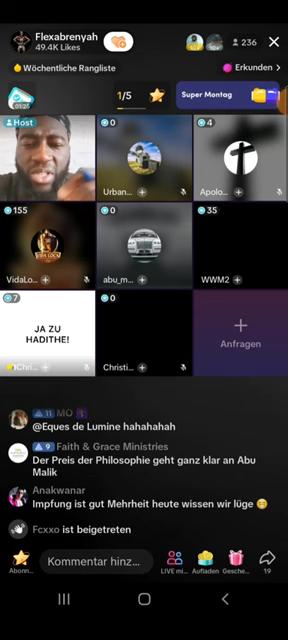 Flexabrenyah
49.4K Likes
236
Wöchentliche Rangliste
Erkunden
01:25
1/5
Super Montag
Host
0
4
Urban...
Apolo...
155
0
35
VidaLo...
abu_m...
WWM2
7
0
JA ZU
HADITHE!
Chri...
Christi...
Anfragen
11 MO
@Eques de Lumine hahahahah
9 Faith & Grace Ministries
Der Preis der Philosophie geht ganz klar an Abu
Malik
Anakwanar
Impfung ist gut Mehrheit heute wissen wir lüge
Fcxxo ist beigetreten
Kommentar hinz...
Abonn...
LIVE mi...
Aufladen
Gesche...
19